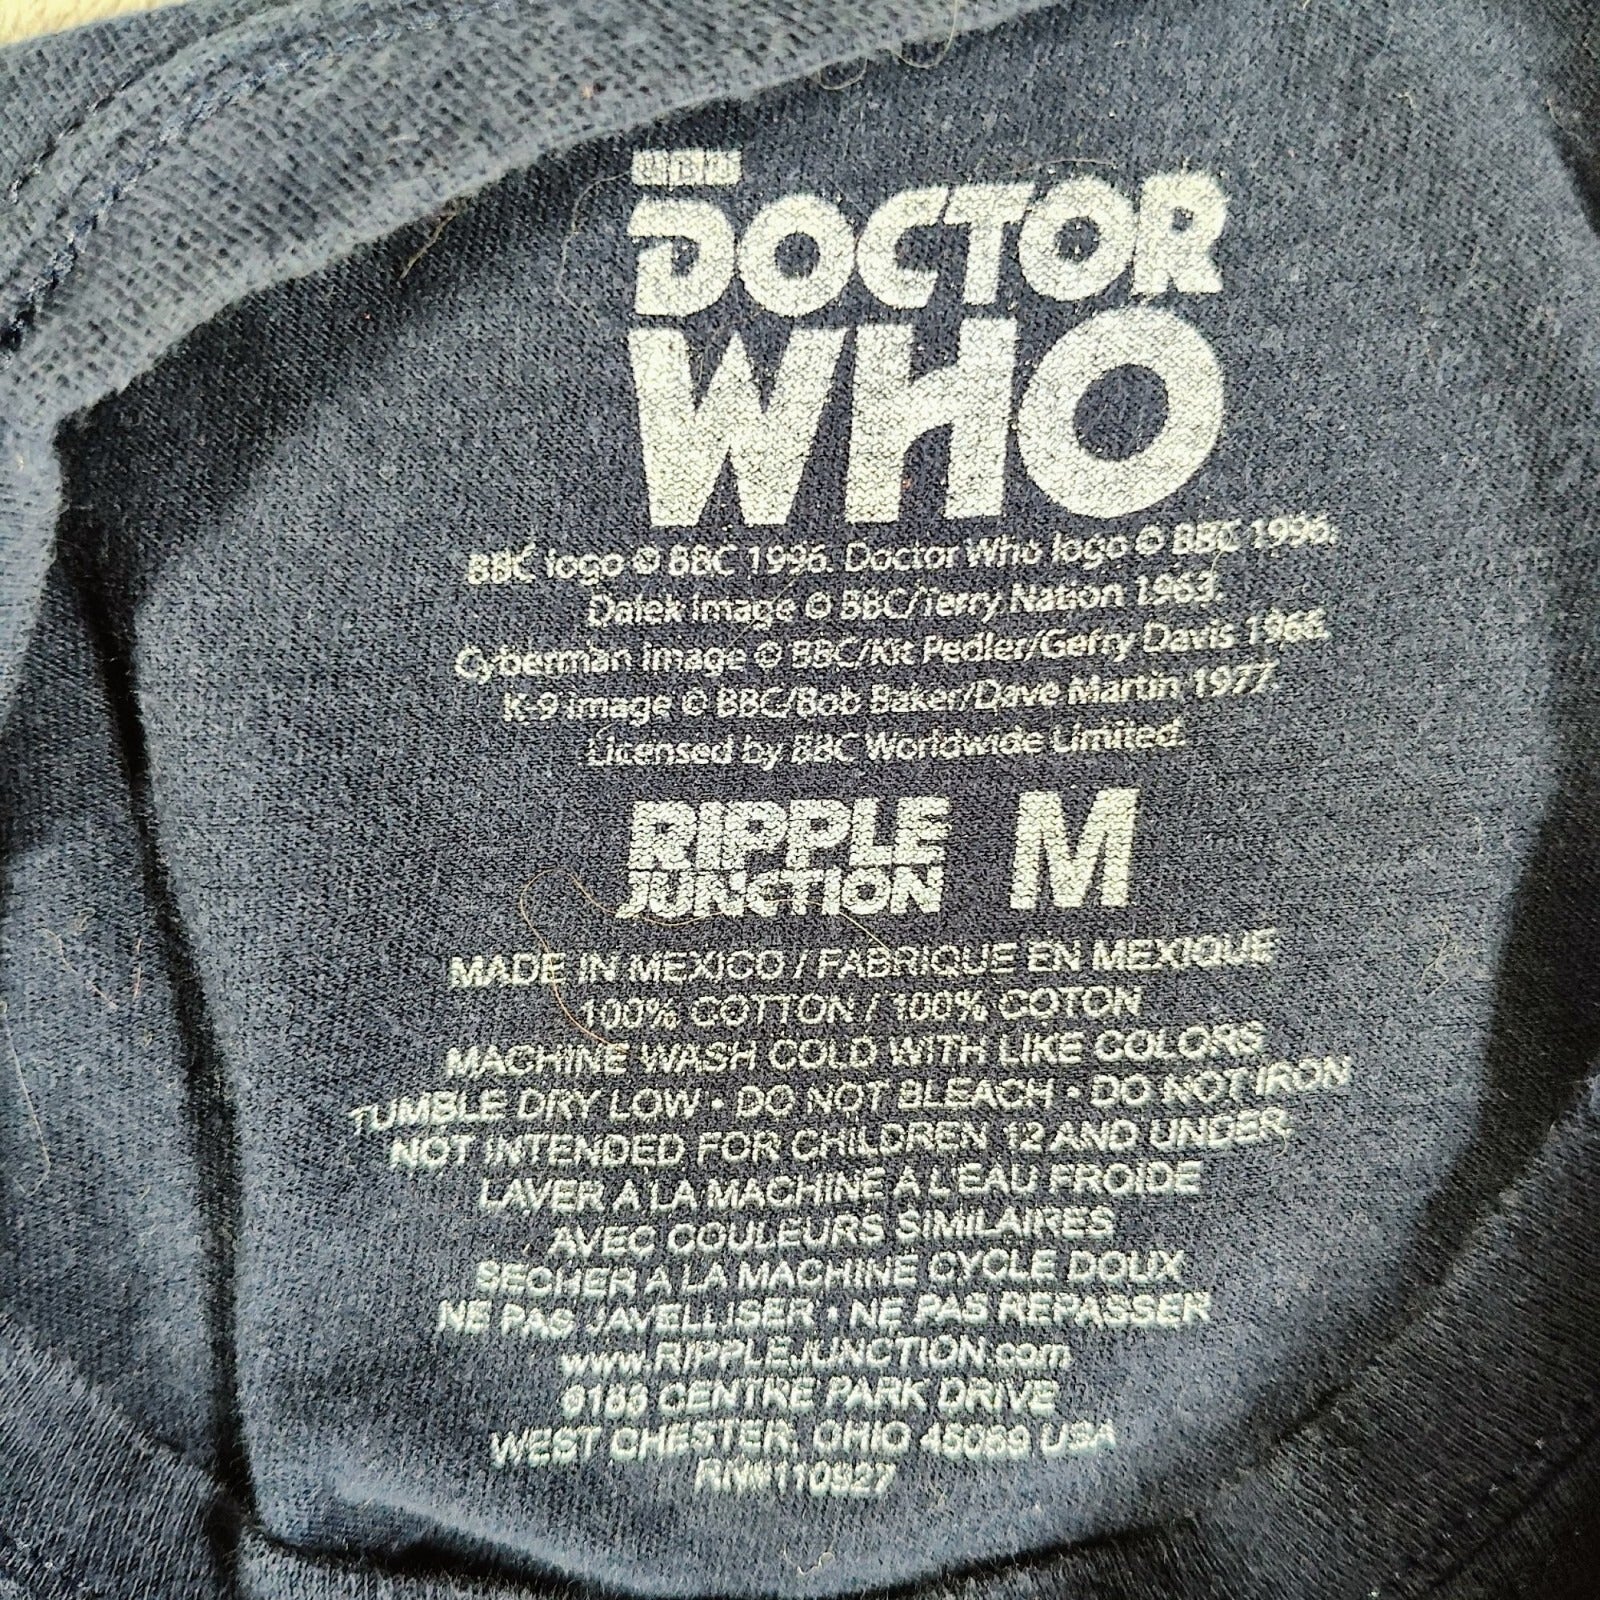 BBC
DOCTOR
WHO
BBC logo © BBC 1996. Doctor Who logo © BBC 1996.
Dalek image © BBC/Terry Nation 1963.
Cyberman image © BBC/Kit Pedler/Gerry Davis 1966.
K-9 image © BBC/Bob Baker/Dave Martin 1977.
Licensed by BBC Worldwide Limited.
RIPPLE JUNCTION M
MADE IN MEXICO / FABRIQUE EN MEXIQUE
100% COTTON / 100% COTON
MACHINE WASH COLD WITH LIKE COLORS
TUMBLE DRY LOW • DO NOT BLEACH • DO NOT IRON
NOT INTENDED FOR CHILDREN 12 AND UNDER
LAVER A LA MACHINE A L'EAU FROIDE
AVEC COULEURS SIMILAIRES
SECHER A LA MACHINE CYCLE DOUX
NE PAS JAVELLISER • NE PAS REPASSER
www.RIPPLEJUNCTION.com
CENTRE PARK DRIVE
WEST CHESTER, OHIO 45069 USA